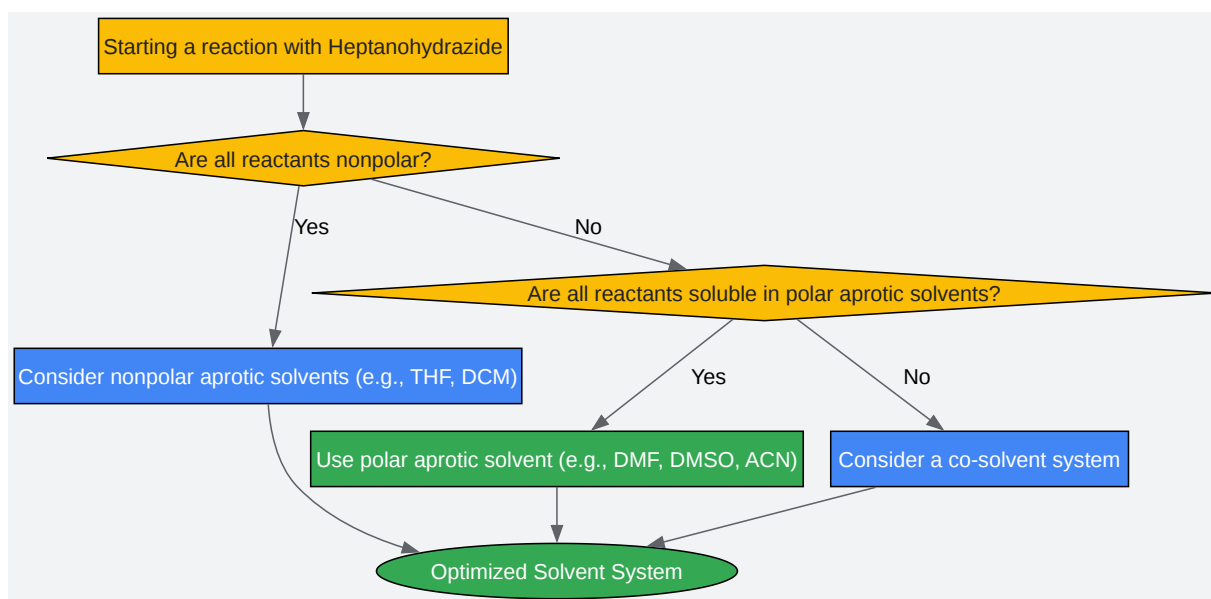 Starting a reaction with Heptanohydrazide
Are all reactants nonpolar?
Yes
No
Are all reactants soluble in polar aprotic solvents?
Consider nonpolar aprotic solvents (e.g., THF, DCM)
Yes
No
Use polar aprotic solvent (e.g., DMF, DMSO, ACN)
Consider a co-solvent system
Optimized Solvent System